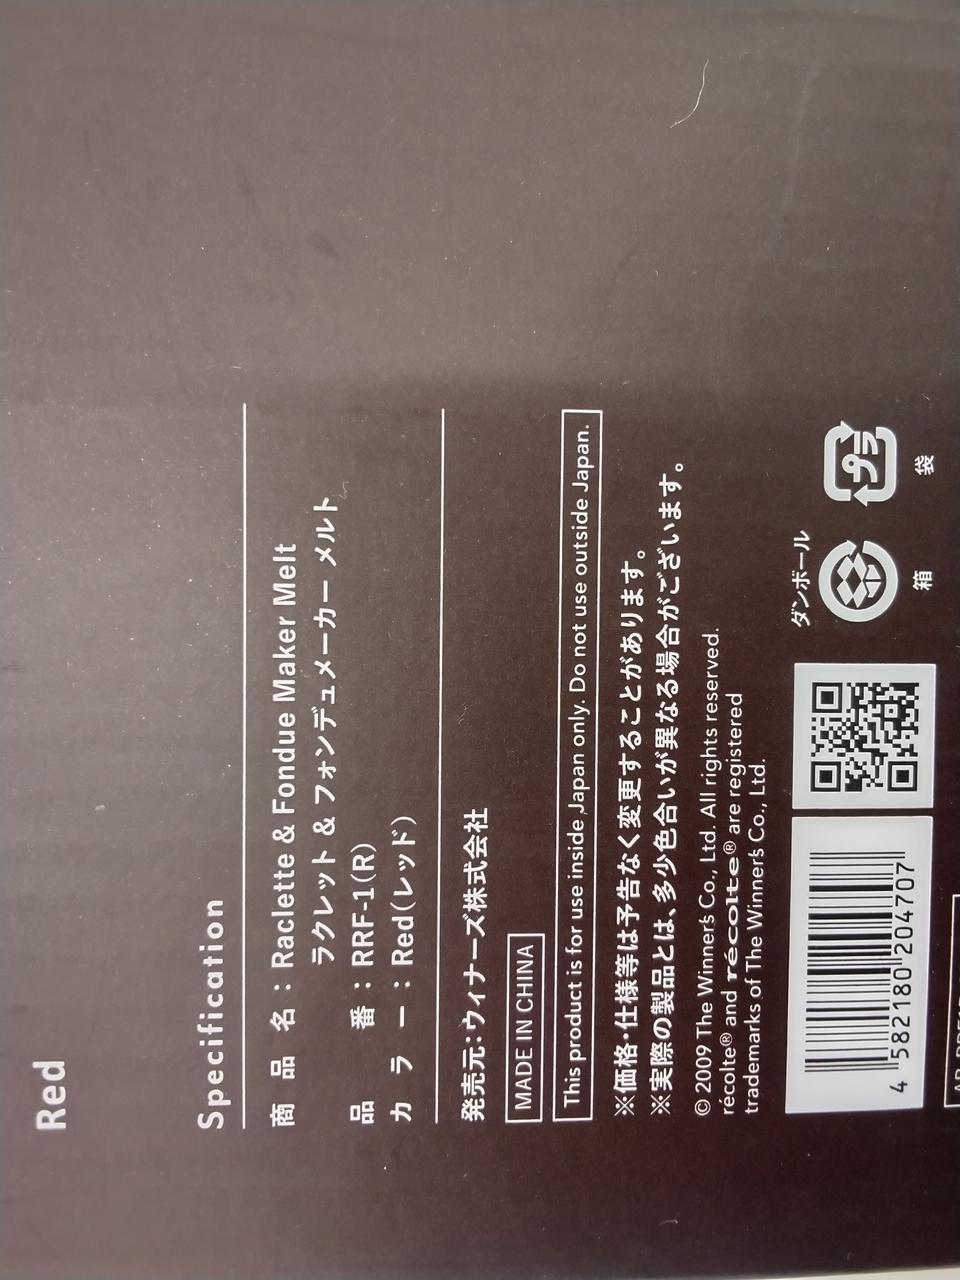 Red
Specification
商品名：Raclette & Fondue Maker Melt
ラクレット & フォンデュメーカー メルト
品番：RRF-1(R)
カラー：Red(レッド)
発売元：ウィナーズ株式会社
MADE IN CHINA
This product is for use inside Japan only. Do not use outside Japan.
※価格・仕様等は予告なく変更することがあります。
※実際の製品とは、多少色合いが異なる場合がございます。
© 2009 The Winner's Co., Ltd. All rights reserved.
récolte® and récolte® are registered
trademarks of The Winner's Co., Ltd.
4 582180 204707
ダンボール
箱
プラ
袋